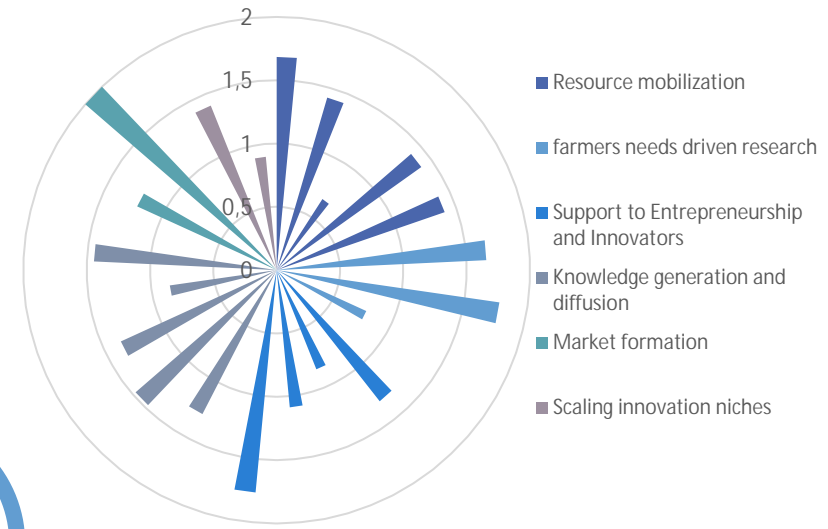 2
1,5
1
0,5
0
Resource mobilization
farmers needs driven research
Support to Entrepreneurship
and Innovators
Knowledge generation and
diffusion
Market formation
Scaling innovation niches